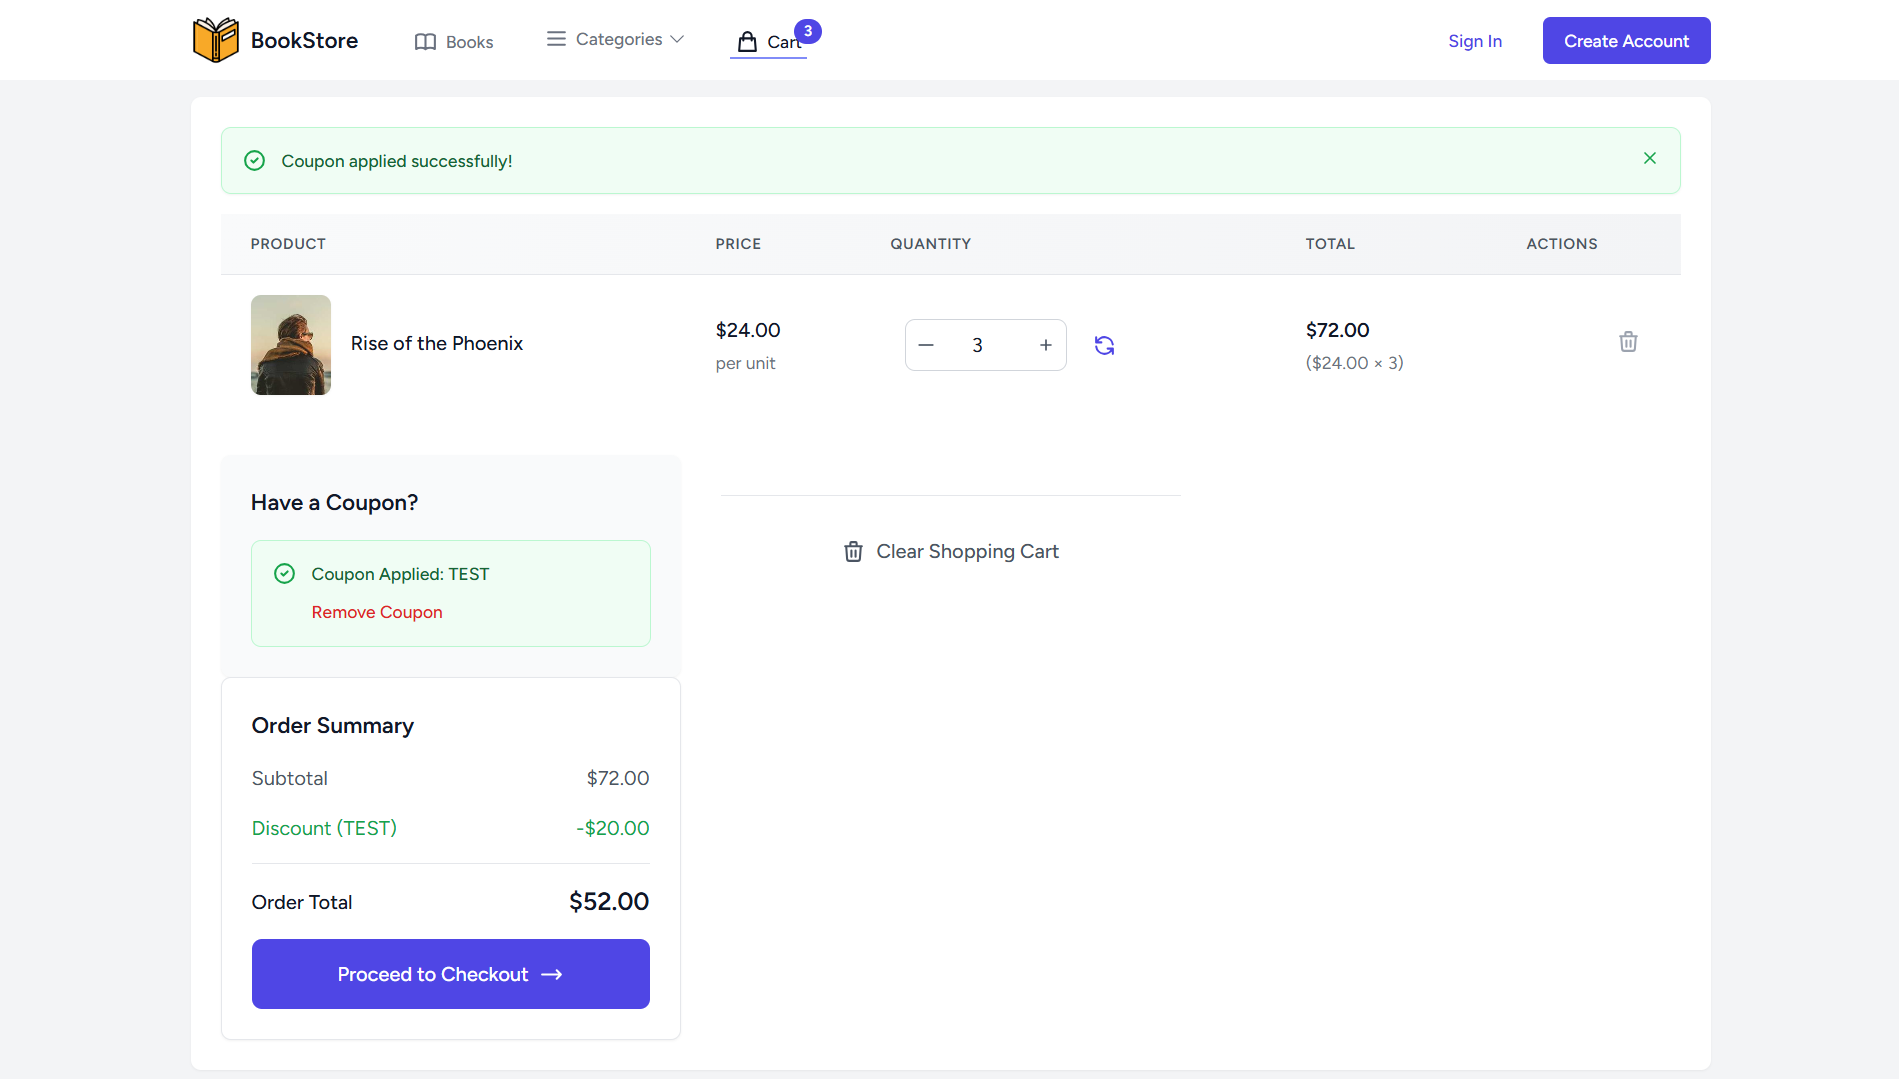 BookStore
Books
Categories
Cart
3
Sign In
Create Account
Coupon applied successfully!
PRODUCT PRICE QUANTITY TOTAL ACTIONS
Rise of the Phoenix
$24.00
per unit
3
$72.00
($24.00 × 3)
Have a Coupon?
Coupon Applied: TEST
Remove Coupon
Clear Shopping Cart
Order Summary
Subtotal $72.00
Discount (TEST) -$20.00
Order Total $52.00
Proceed to Checkout →